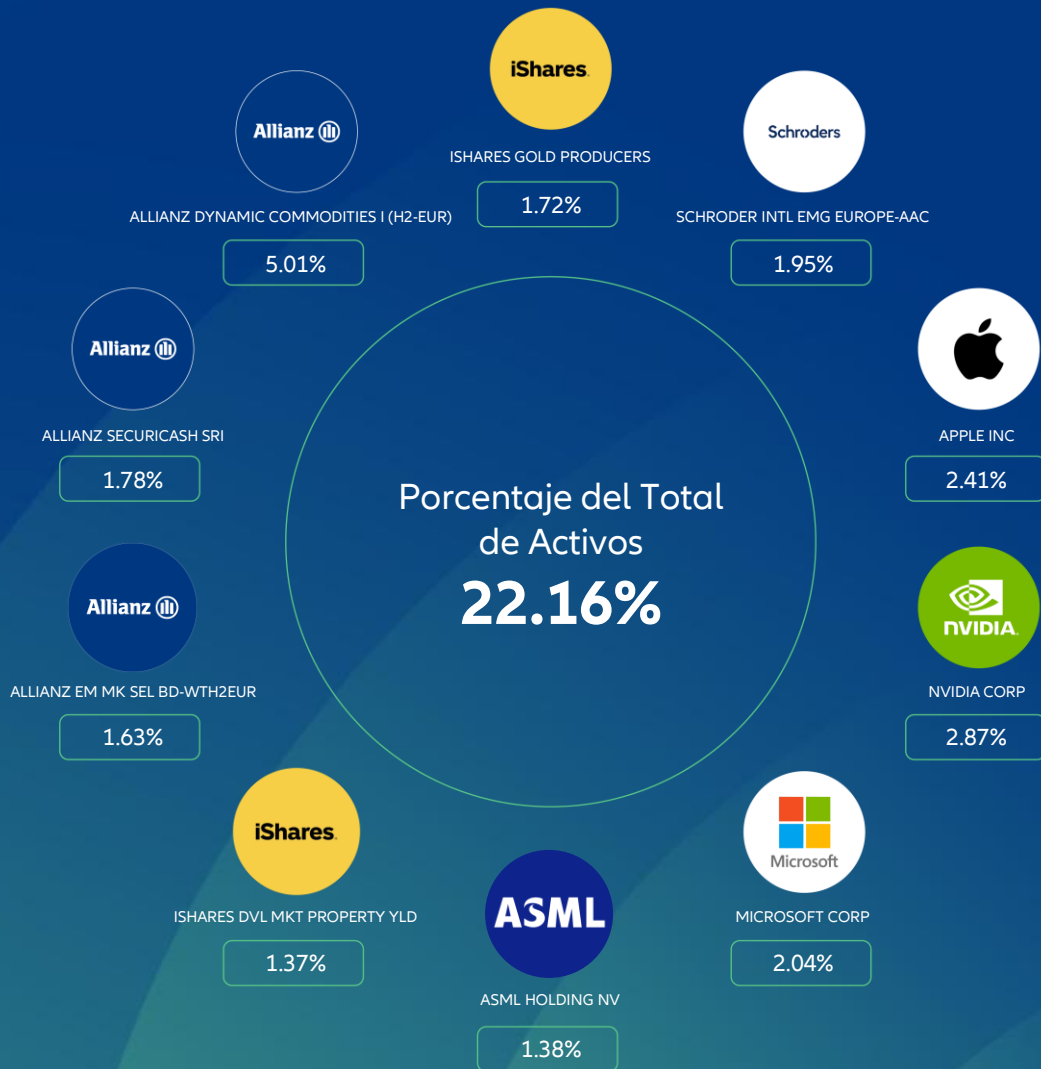 iShares.
ISHARES GOLD PRODUCERS
1.72%
Allianz
ALLIANZ DYNAMIC COMMODITIES I (H2-EUR)
5.01%
Schroders
SCHRODER INTL EMG EUROPE-AAC
1.95%
Allianz
ALLIANZ SECURICASH SRI
1.78%
APPLE INC
2.41%
Porcentaje del Total
de Activos
22.16%
Allianz
ALLIANZ EM MK SEL BD-WTH2EUR
1.63%
NVIDIA.
NVIDIA CORP
2.87%
iShares.
ISHARES DVL MKT PROPERTY YLD
1.37%
ASML
ASML HOLDING NV
1.38%
Microsoft
MICROSOFT CORP
2.04%